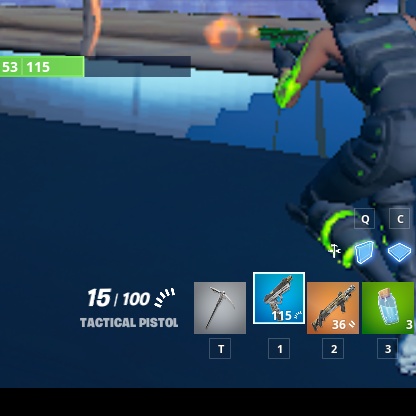 53 | 115
Q C
15 / 100
TACTICAL PISTOL
115 36 3
T 1 2 3